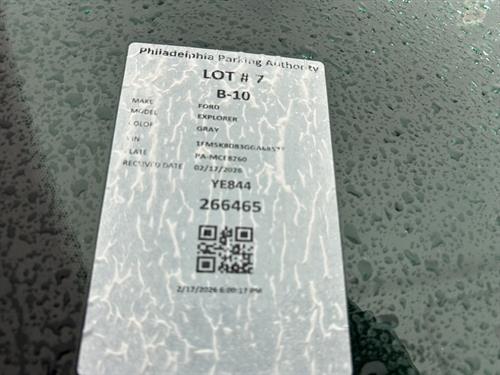 Philadelphia Parking Authority
LOT # 7
B-10
MAKE FORD
MODEL EXPLORER
COLOR GRAY
VIN
PLATE PA-MCE8260
RECEIVED DATE 02/17/2026
YE844
266465
2/17/2026 6:00:17 PM